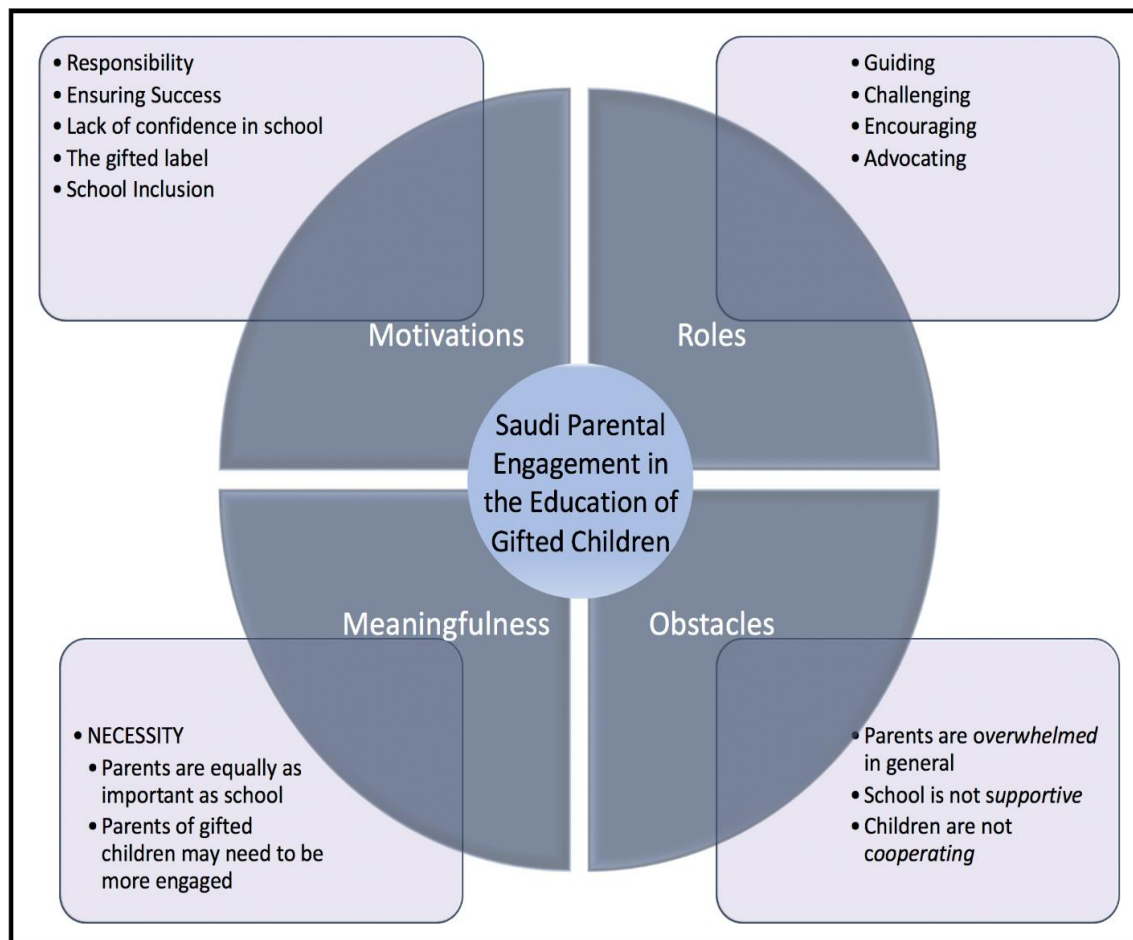 • Responsibility
• Ensuring Success
• Lack of confidence in school
• The gifted label
• School Inclusion
• Guiding
• Challenging
• Encouraging
• Advocating
Motivations
Roles
Saudi Parental
Engagement in
the Education of
Gifted Children
Meaningfulness
Obstacles
• NECESSITY
• Parents are equally as
important as school
• Parents of gifted
children may need to be
more engaged
• Parents are overwhelmed
in general
• School is not supportive
• Children are not
cooperating